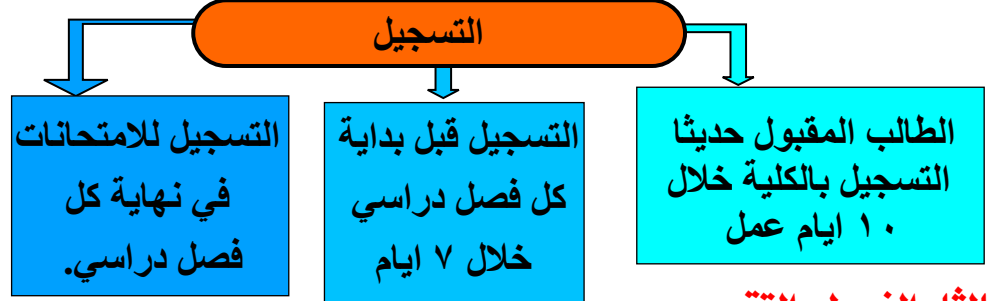 التسجيل
الطالب المقبول حديثا
التسجيل بالكلية خلال
١٠ ايام عمل
التسجيل قبل بداية
كل فصل دراسي
خلال ٧ ايام
التسجيل للامتحانات
في نهاية كل
فصل دراسي.